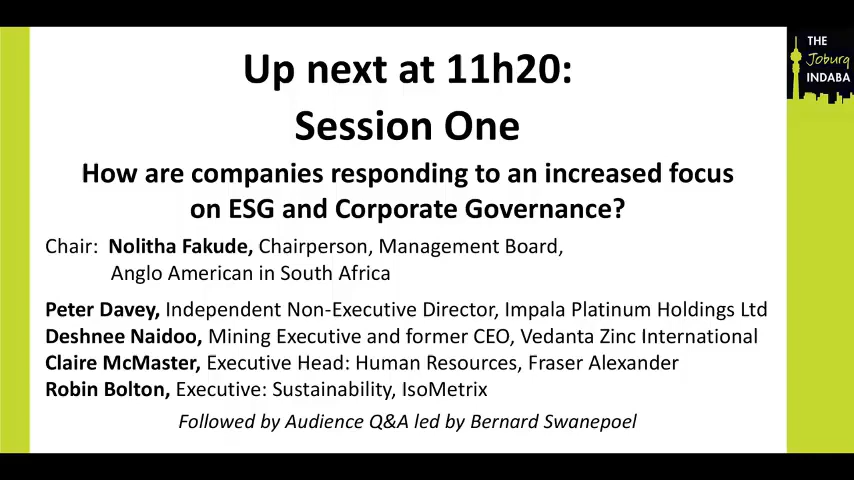 Up next at 11h20:
Session One
How are companies responding to an increased focus
on ESG and Corporate Governance?
Chair: Nolitha Fakude, Chairperson, Management Board,
Anglo American in South Africa
Peter Davey, Independent Non-Executive Director, Impala Platinum Holdings Ltd
Deshnee Naidoo, Mining Executive and former CEO, Vedanta Zinc International
Claire McMaster, Executive Head: Human Resources, Fraser Alexander
Robin Bolton, Executive: Sustainability, IsoMetrix
Followed by Audience Q&A led by Bernard Swanepoel
THE
Joburg
INDABA